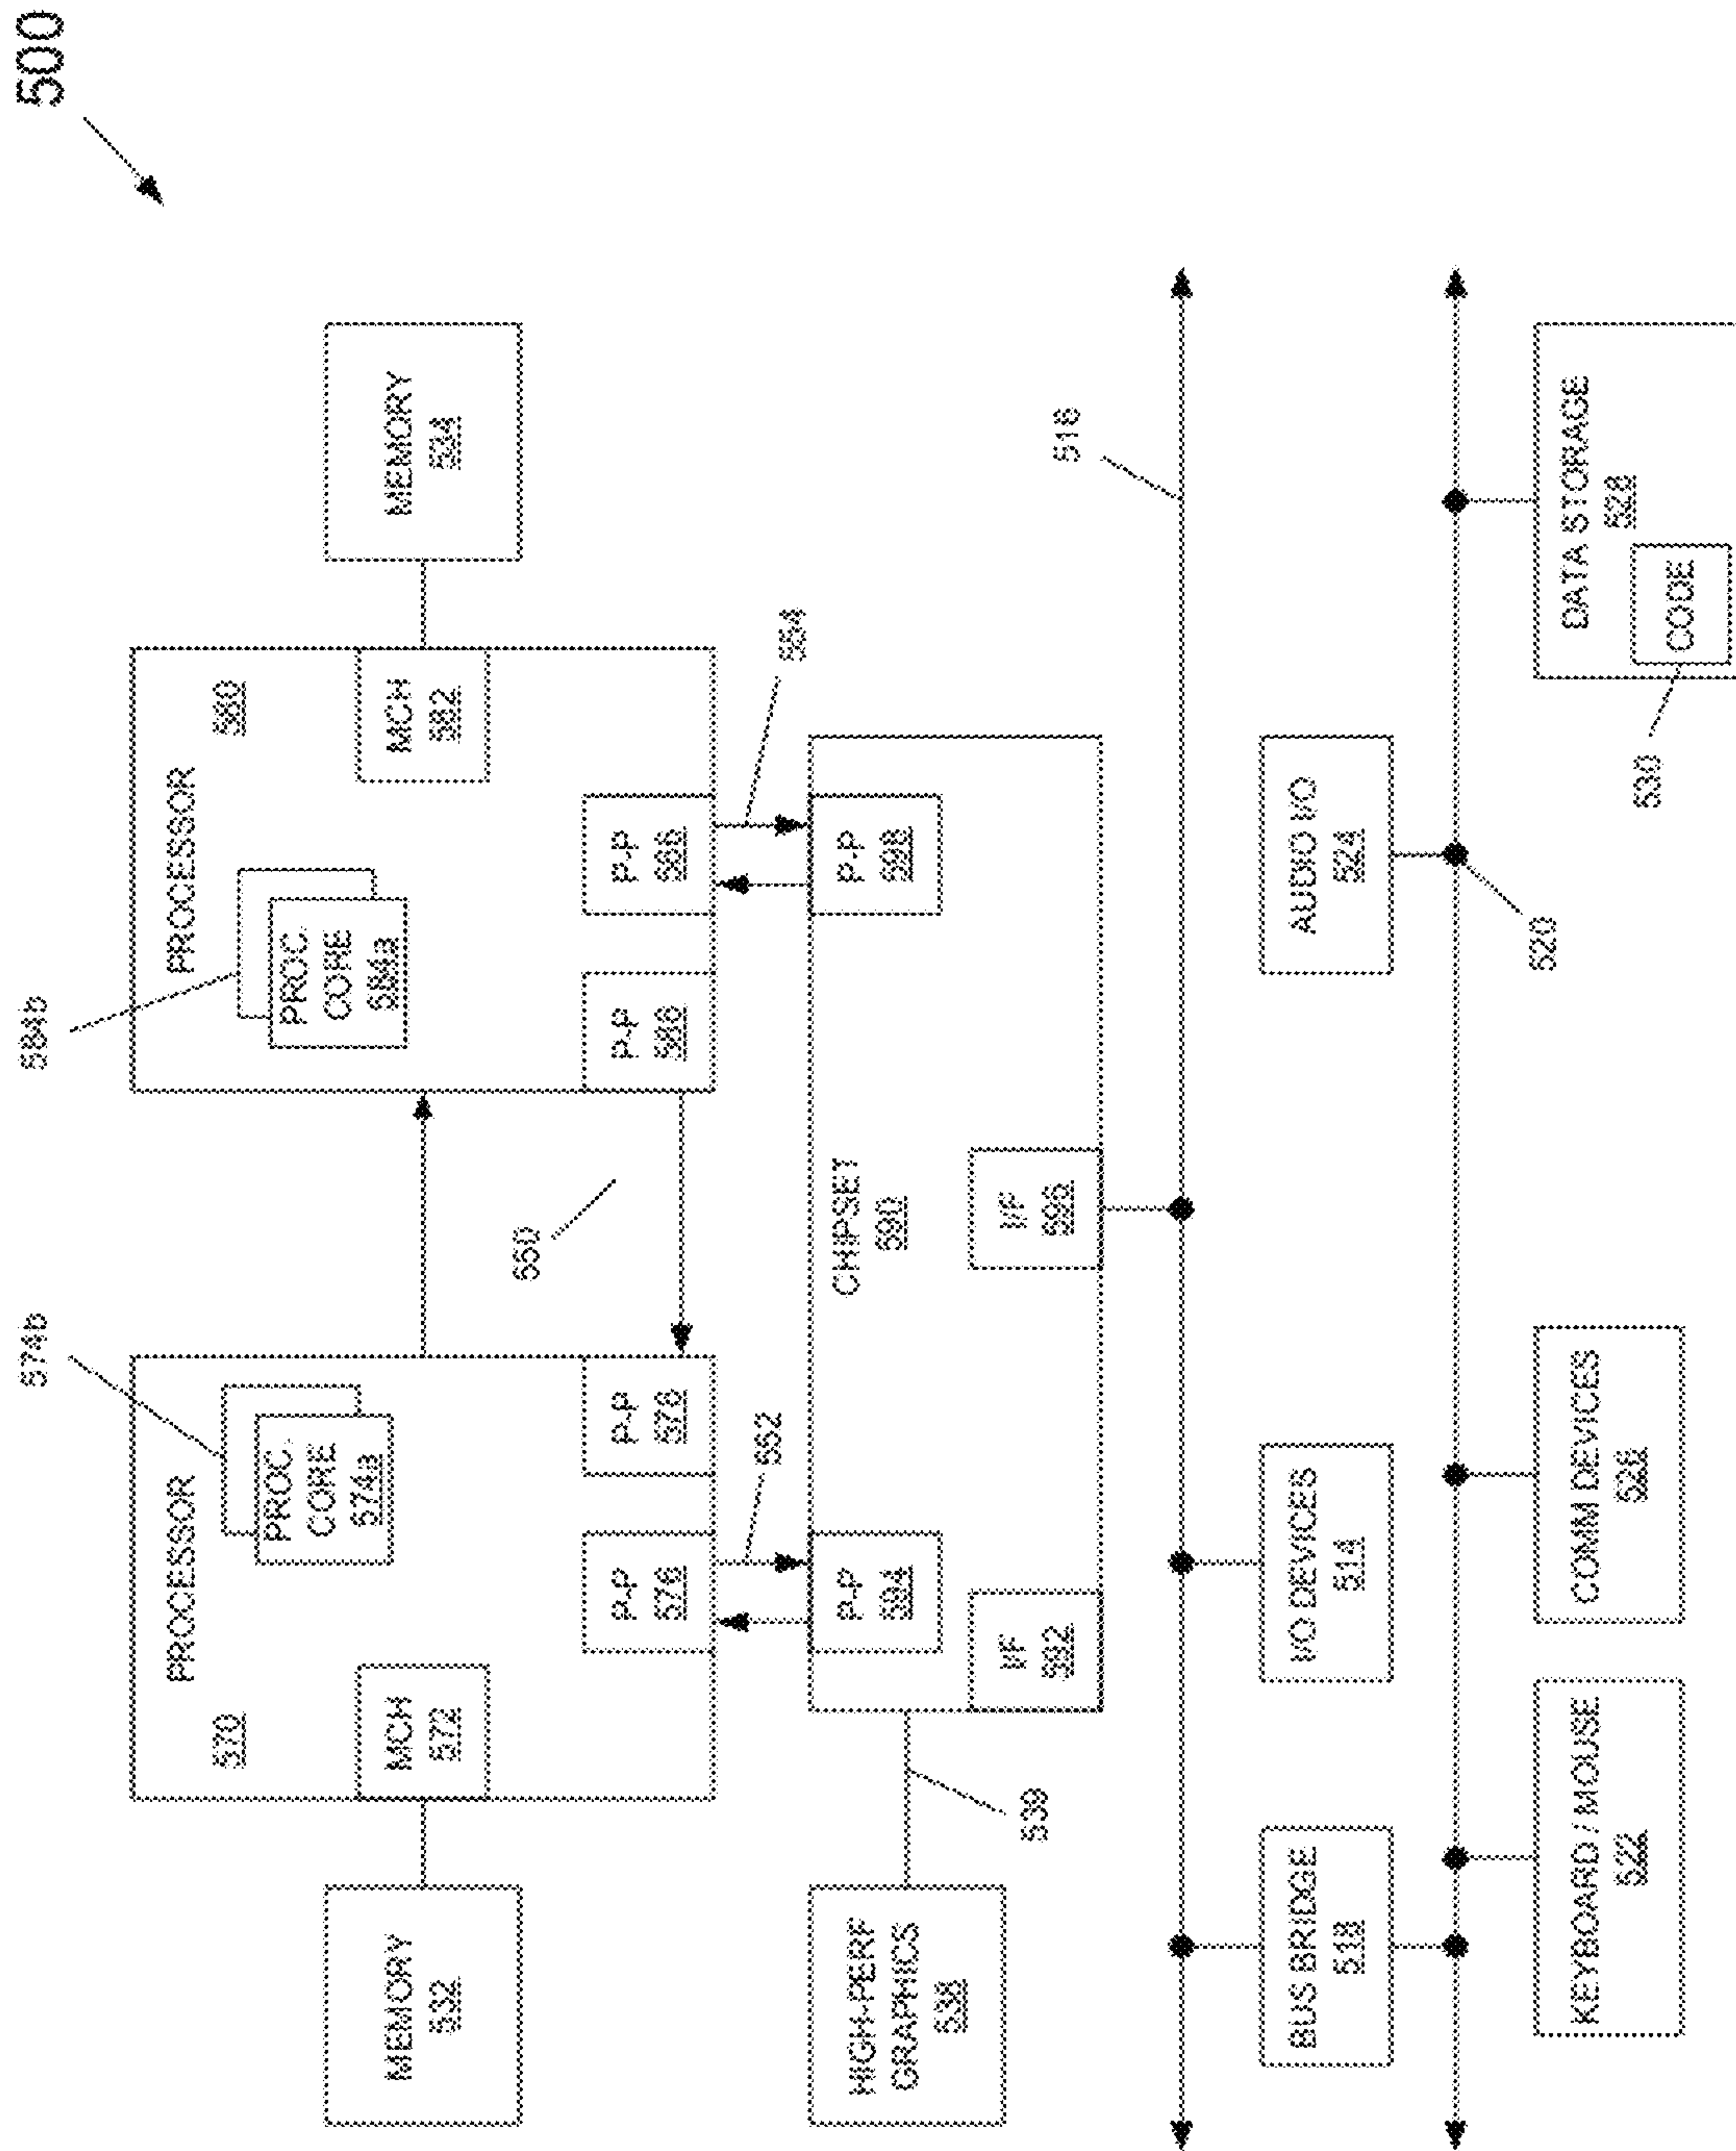 500
574b
584b
PROCESSOR
570
PROC.
CORE
574a
PROCESSOR
580
PROC.
CORE
584a
MEMORY
532
MCH
572
MCH
582
MEMORY
534
550
P-P
576
P-P
578
P-P
588
P-P
586
552
554
HIGH-PERF
GRAPHICS
538
539
P-P
594
CHIPSET
590
P-P
598
I/F
592
I/F
596
516
BUS BRIDGE
518
I/O DEVICES
514
AUDIO I/O
524
520
KEYBOARD / MOUSE
522
COMM DEVICES
526
DATA STORAGE
528
530
CODE